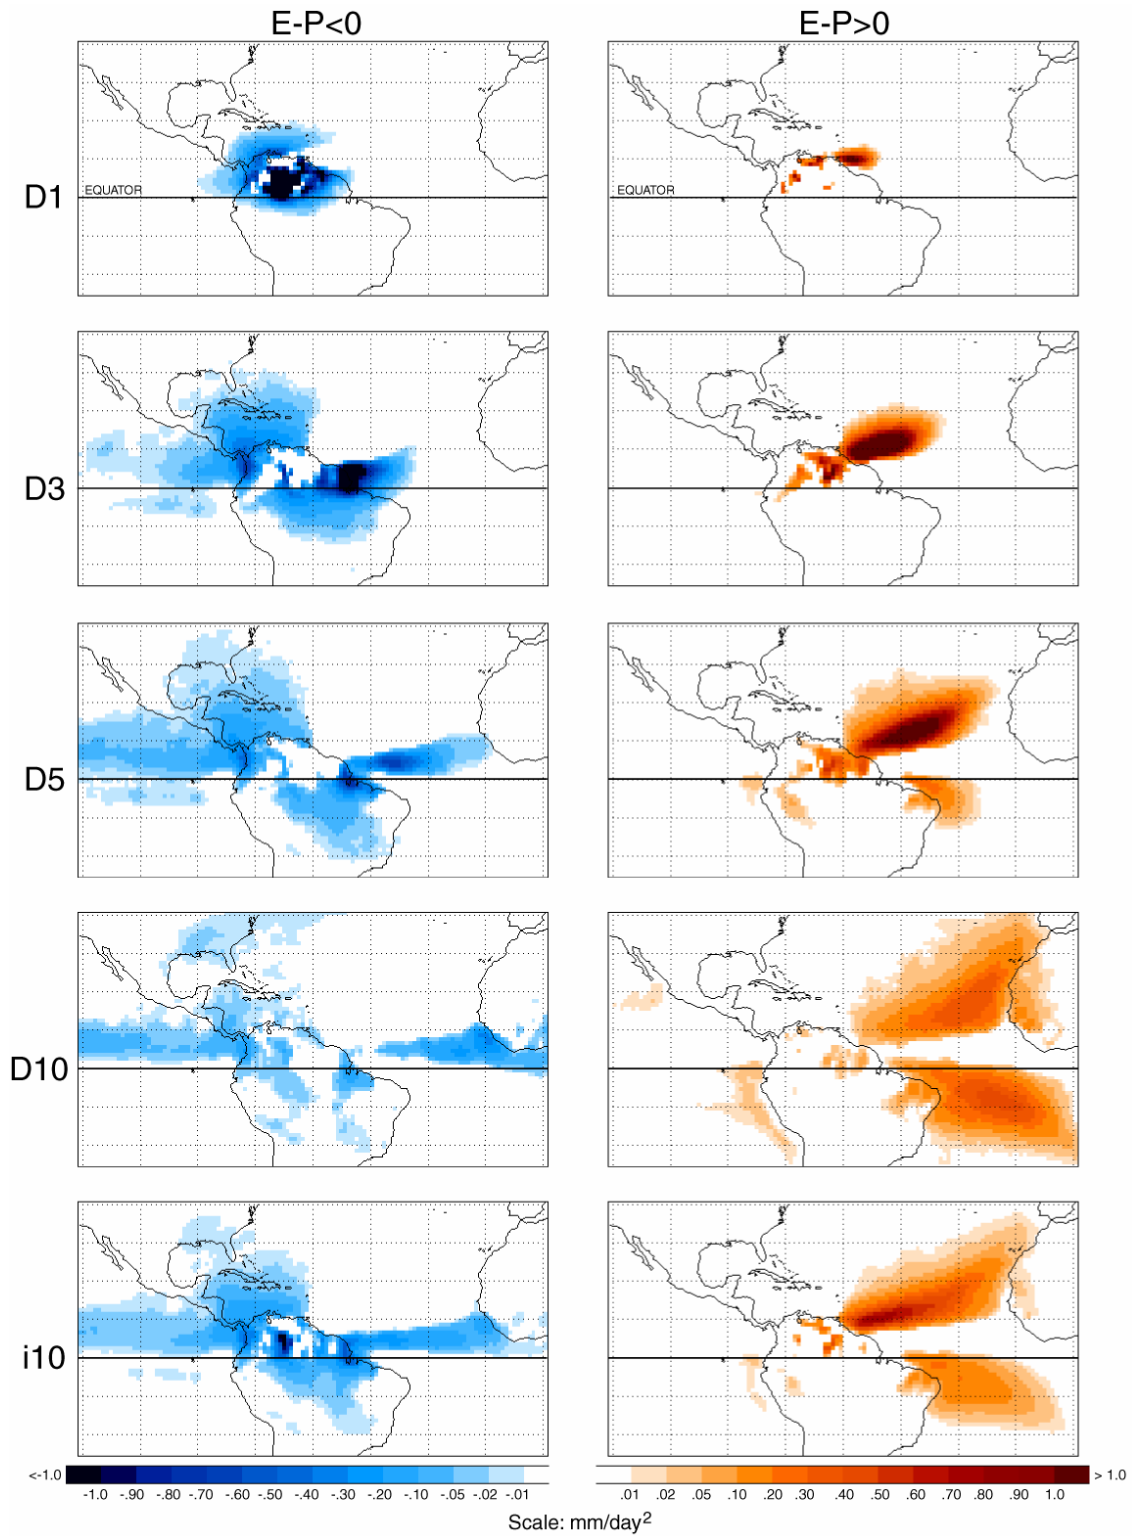 E-P<0 E-P>0
D1 EQUATOR EQUATOR
D3
D5
D10
i10
<-1.0 > 1.0
-1.0 -.90 -.80 -.70 -.60 -.50 -.40 -.30 -.20 -.10 -.05 -.02 -.01 .01 .02 .05 .10 .20 .30 .40 .50 .60 .70 .80 .90 1.0
Scale: mm/day²